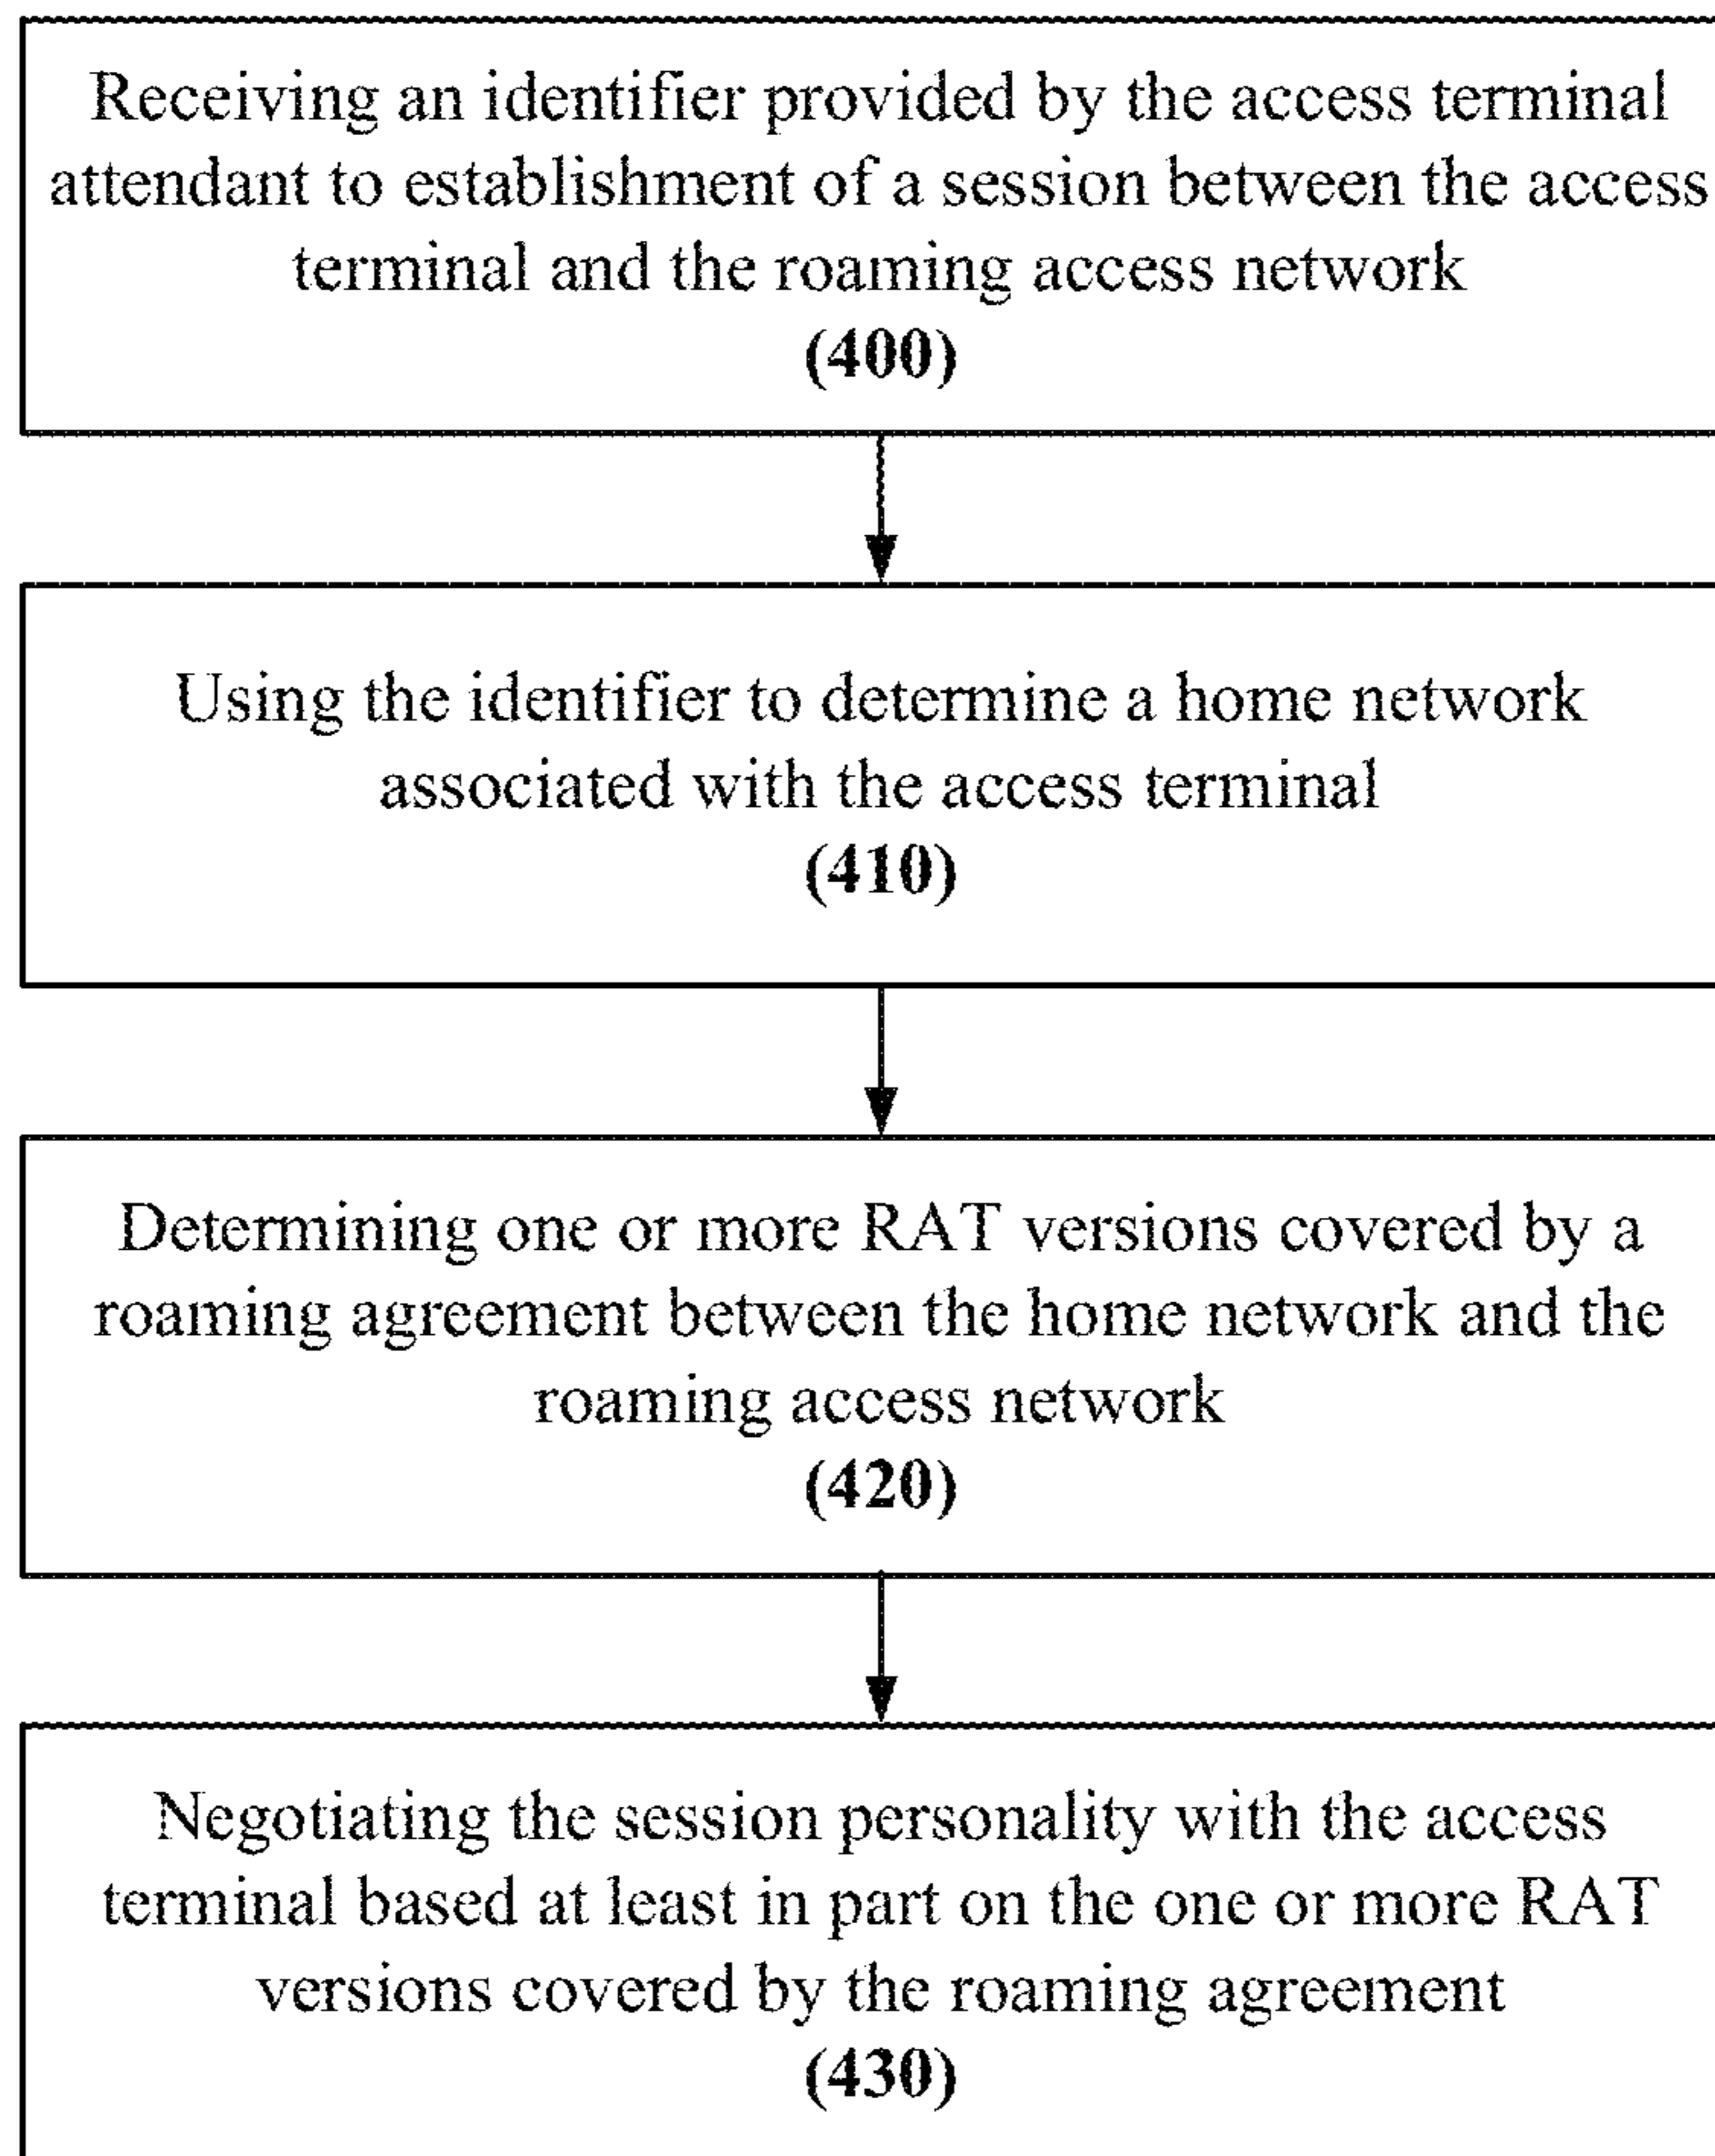 Receiving an identifier provided by the access terminal
attendant to establishment of a session between the access
terminal and the roaming access network
(400)
Using the identifier to determine a home network
associated with the access terminal
(410)
Determining one or more RAT versions covered by a
roaming agreement between the home network and the
roaming access network
(420)
Negotiating the session personality with the access
terminal based at least in part on the one or more RAT
versions covered by the roaming agreement
(430)